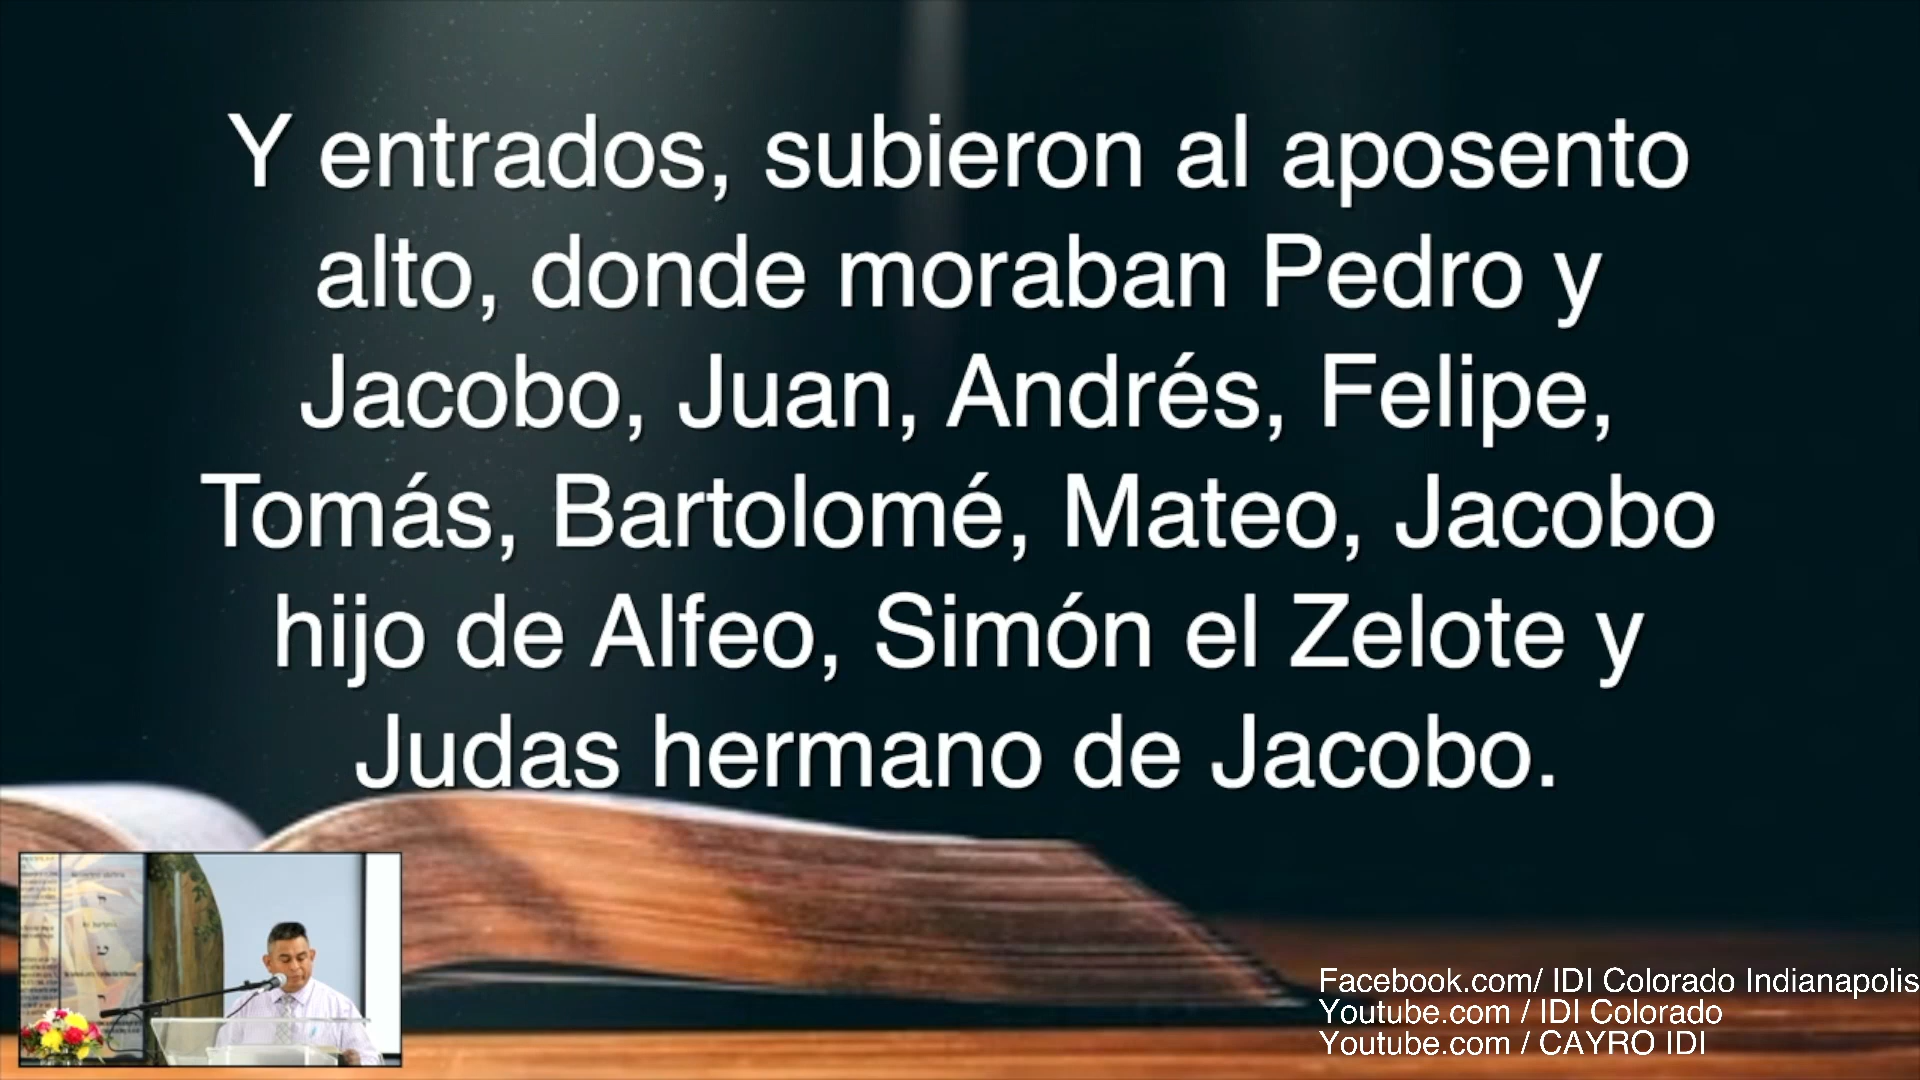 Y entrados, subieron al aposento
alto, donde moraban Pedro y
Jacobo, Juan, Andrés, Felipe,
Tomás, Bartolomé, Mateo, Jacobo
hijo de Alfeo, Simón el Zelote y
Judas hermano de Jacobo.
Facebook.com/ IDI Colorado Indianapolis
Youtube.com / IDI Colorado
Youtube.com / CAYRO IDI